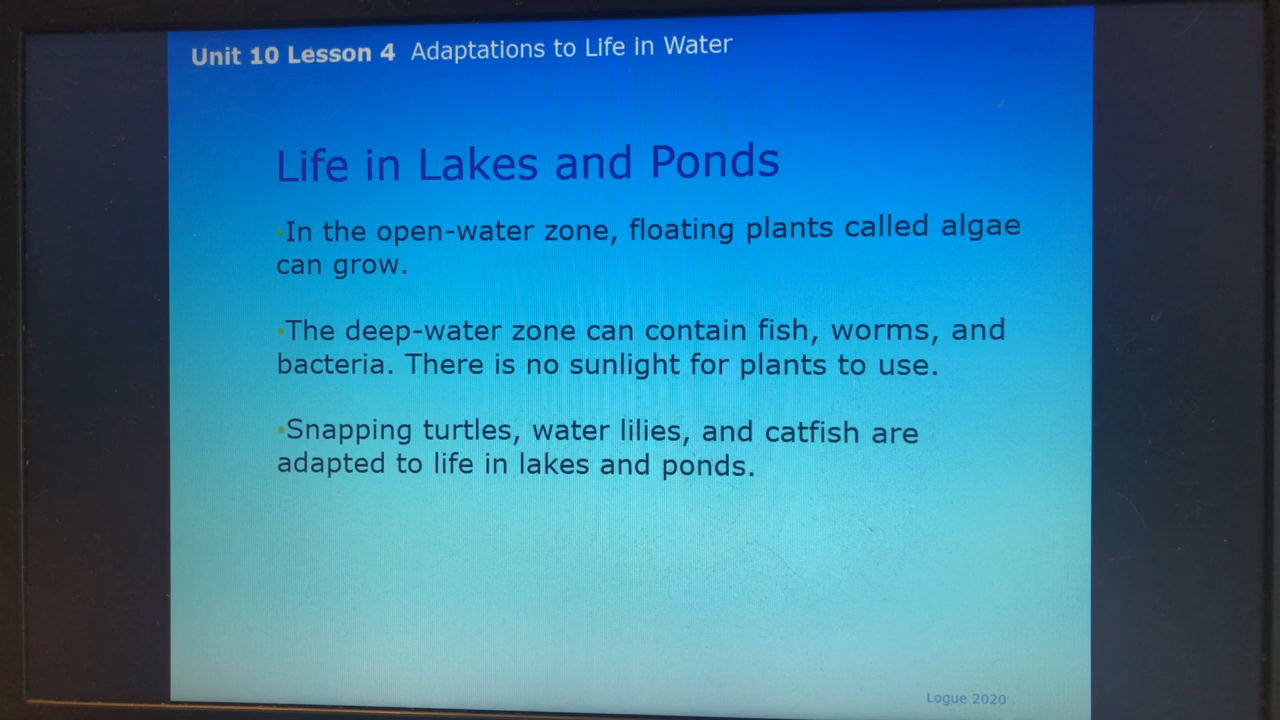 Unit 10 Lesson 4 Adaptations to Life in Water
Life in Lakes and Ponds
•In the open-water zone, floating plants called algae
can grow.
•The deep-water zone can contain fish, worms, and
bacteria. There is no sunlight for plants to use.
•Snapping turtles, water lilies, and catfish are
adapted to life in lakes and ponds.
Logue 2020